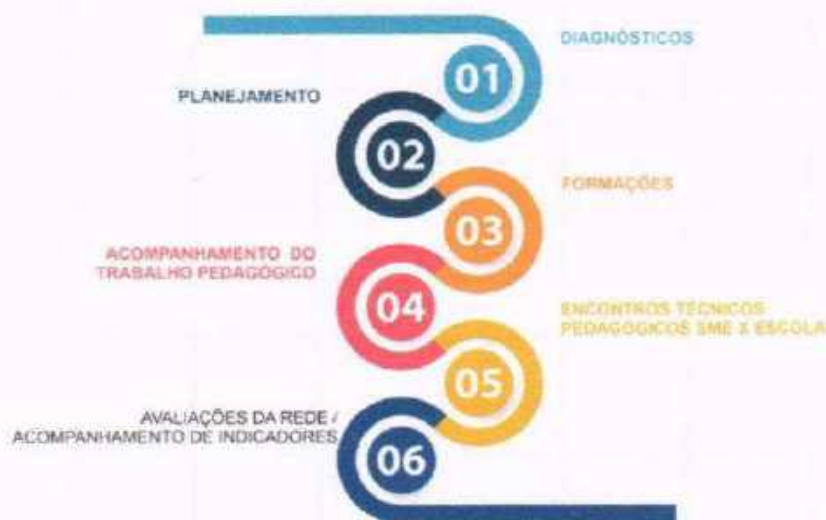 DIAGNÓSTICOS
01
PLANEJAMENTO
02
FORMAÇÕES
03
ACOMPANHAMENTO DO
TRABALHO PEDAGÓGICO
04
ENCONTROS TÉCNICOS
PEDAGÓGICOS SME X ESCOLA
05
AVALIAÇÕES DA REDE /
ACOMPANHAMENTO DE INDICADORES
06